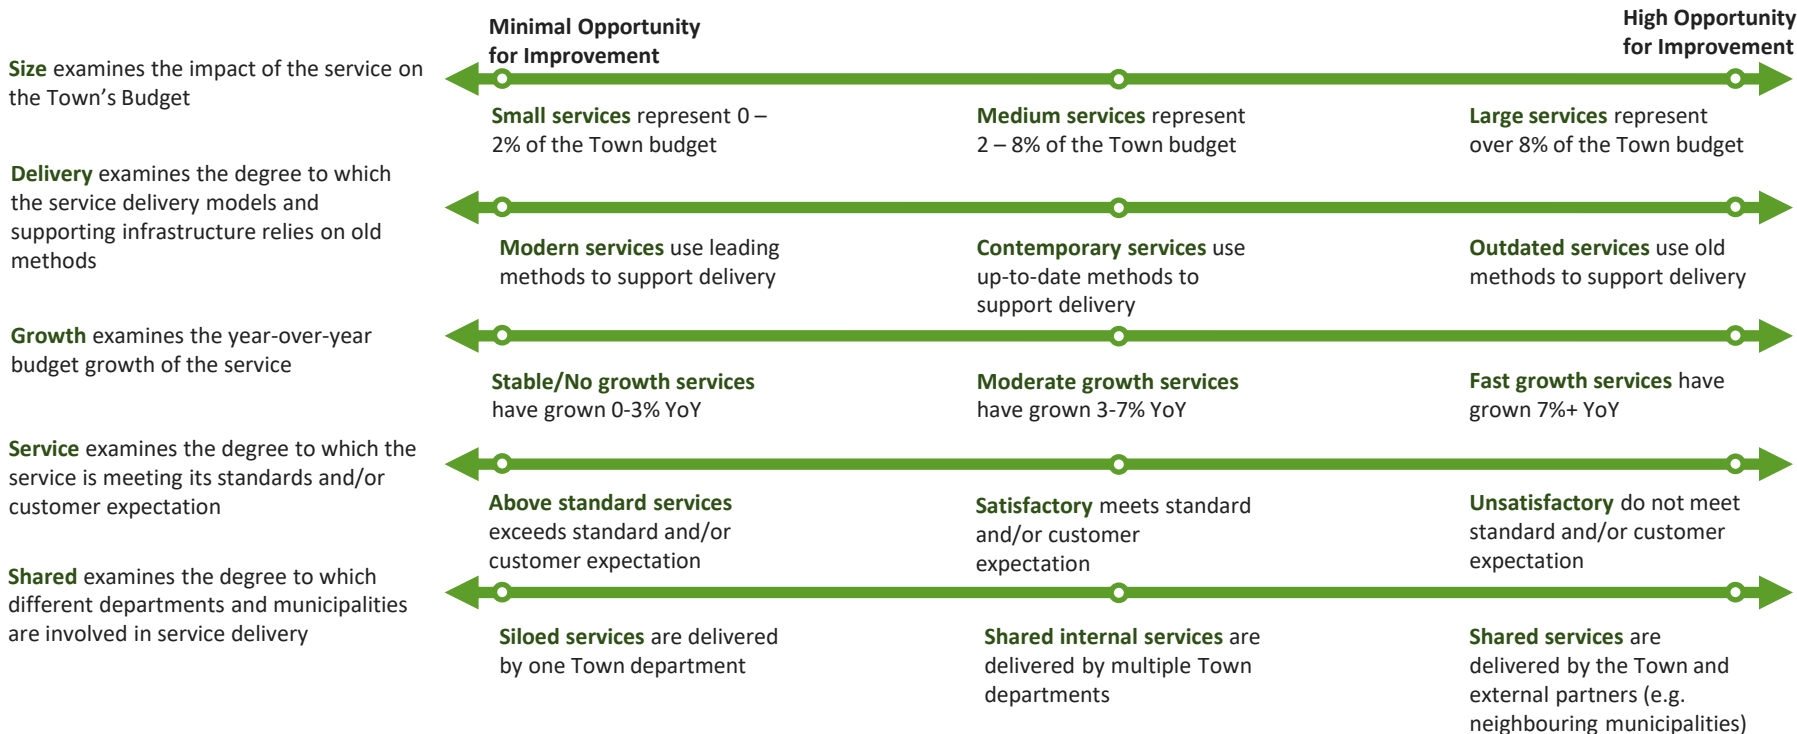 Minimal Opportunity
for Improvement
High Opportunity
for Improvement
Size examines the impact of the service on
the Town's Budget
Small services represent 0 –
2% of the Town budget
Medium services represent
2 – 8% of the Town budget
Large services represent
over 8% of the Town budget
Delivery examines the degree to which
the service delivery models and
supporting infrastructure relies on old
methods
Modern services use leading
methods to support delivery
Contemporary services use
up-to-date methods to
support delivery
Outdated services use old
methods to support delivery
Growth examines the year-over-year
budget growth of the service
Stable/No growth services
have grown 0-3% YoY
Moderate growth services
have grown 3-7% YoY
Fast growth services have
grown 7%+ YoY
Service examines the degree to which the
service is meeting its standards and/or
customer expectation
Above standard services
exceeds standard and/or
customer expectation
Satisfactory meets standard
and/or customer
expectation
Unsatisfactory do not meet
standard and/or customer
expectation
Shared examines the degree to which
different departments and municipalities
are involved in service delivery
Siloed services are delivered
by one Town department
Shared internal services are
delivered by multiple Town
departments
Shared services are
delivered by the Town and
external partners (e.g.
neighbouring municipalities)